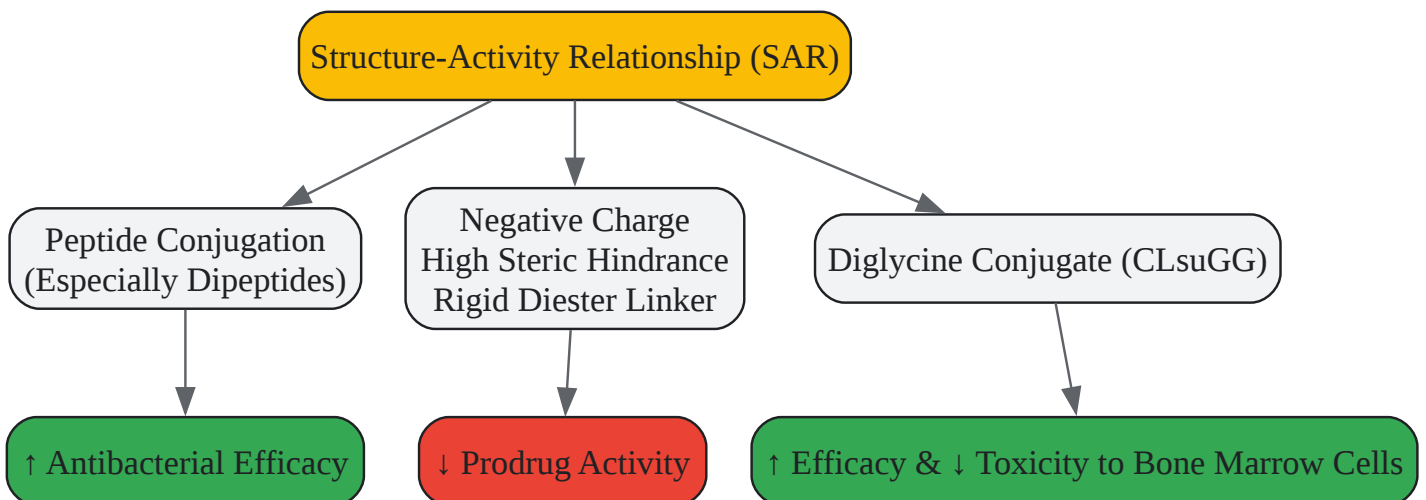 Structure-Activity Relationship (SAR)
Peptide Conjugation
(Especially Dipeptides)
Negative Charge
High Steric Hindrance
Rigid Diester Linker
Diglycine Conjugate (CLsuGG)
↑ Antibacterial Efficacy
↓ Prodrug Activity
↑ Efficacy & ↓ Toxicity to Bone Marrow Cells